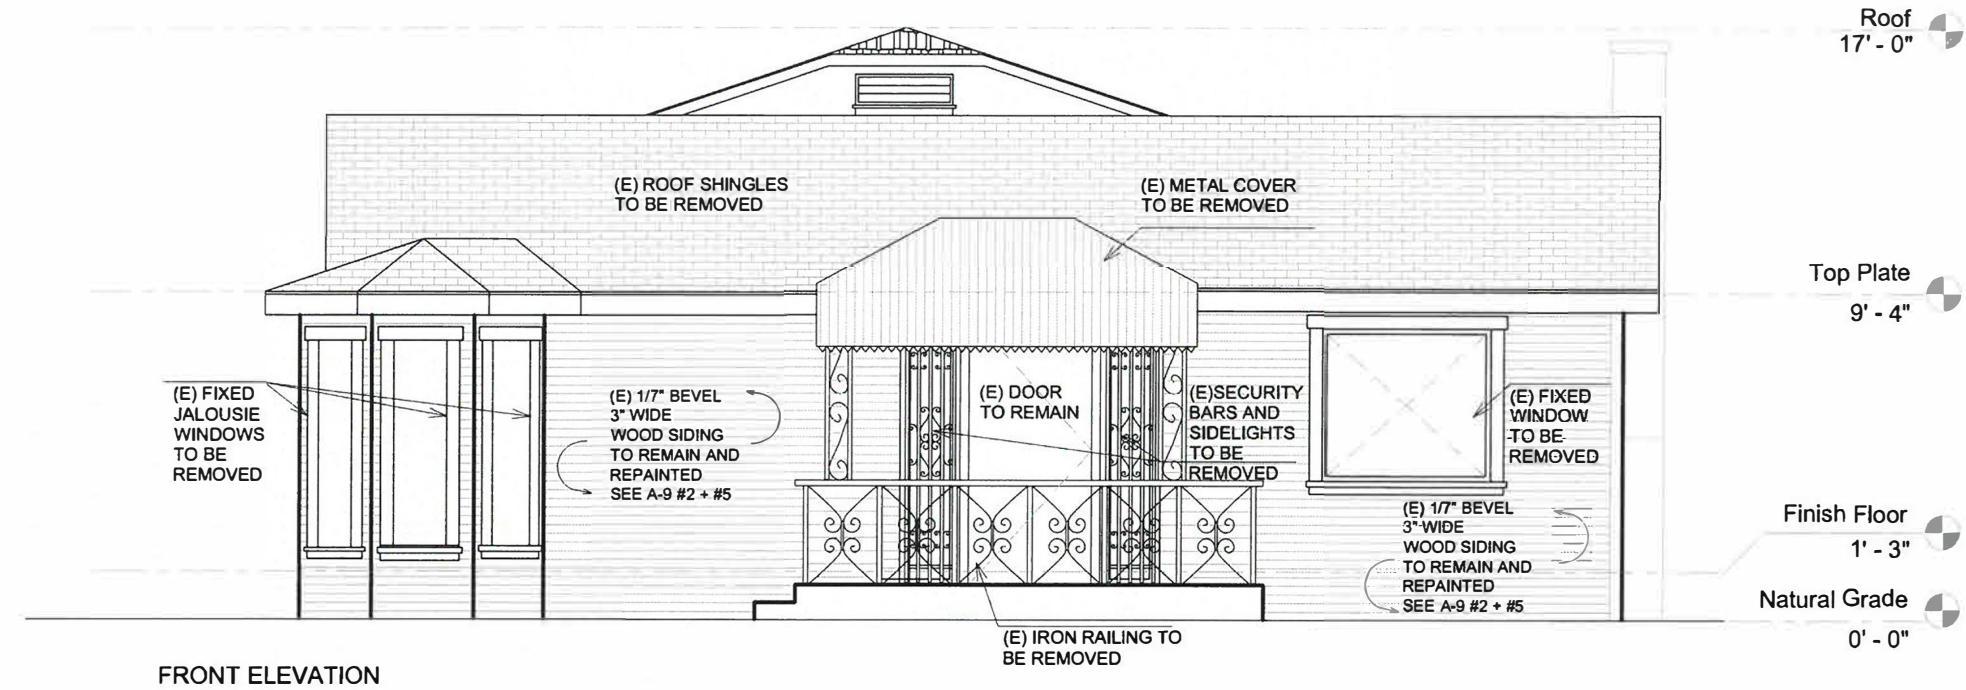 Roof
17' - 0"
(E) ROOF SHINGLES
TO BE REMOVED
(E) METAL COVER
TO BE REMOVED
Top Plate
9' - 4"
(E) FIXED
JALOUSIE
WINDOWS
TO BE
REMOVED
(E) 1/7" BEVEL
3" WIDE
WOOD SIDING
TO REMAIN AND
REPAINTED
SEE A-9 #2 + #5
(E) DOOR
TO REMAIN
(E)SECURITY
BARS AND
SIDELIGHTS
TO BE
REMOVED
(E) FIXED
WINDOW
TO BE
REMOVED
(E) 1/7" BEVEL
3" WIDE
WOOD SIDING
TO REMAIN AND
REPAINTED
SEE A-9 #2 + #5
Finish Floor
1' - 3"
Natural Grade
0' - 0"
(E) IRON RAILING TO
BE REMOVED
FRONT ELEVATION